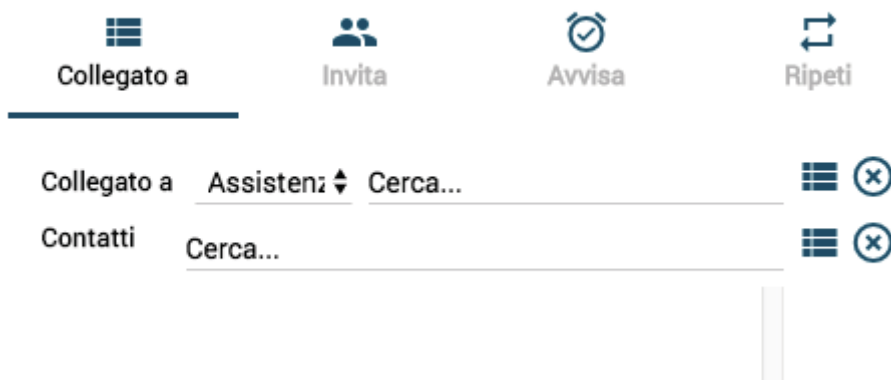 Collegato a Invita Avvisa Ripeti
Collegato a Assistenz Cerca...
Contatti Cerca...